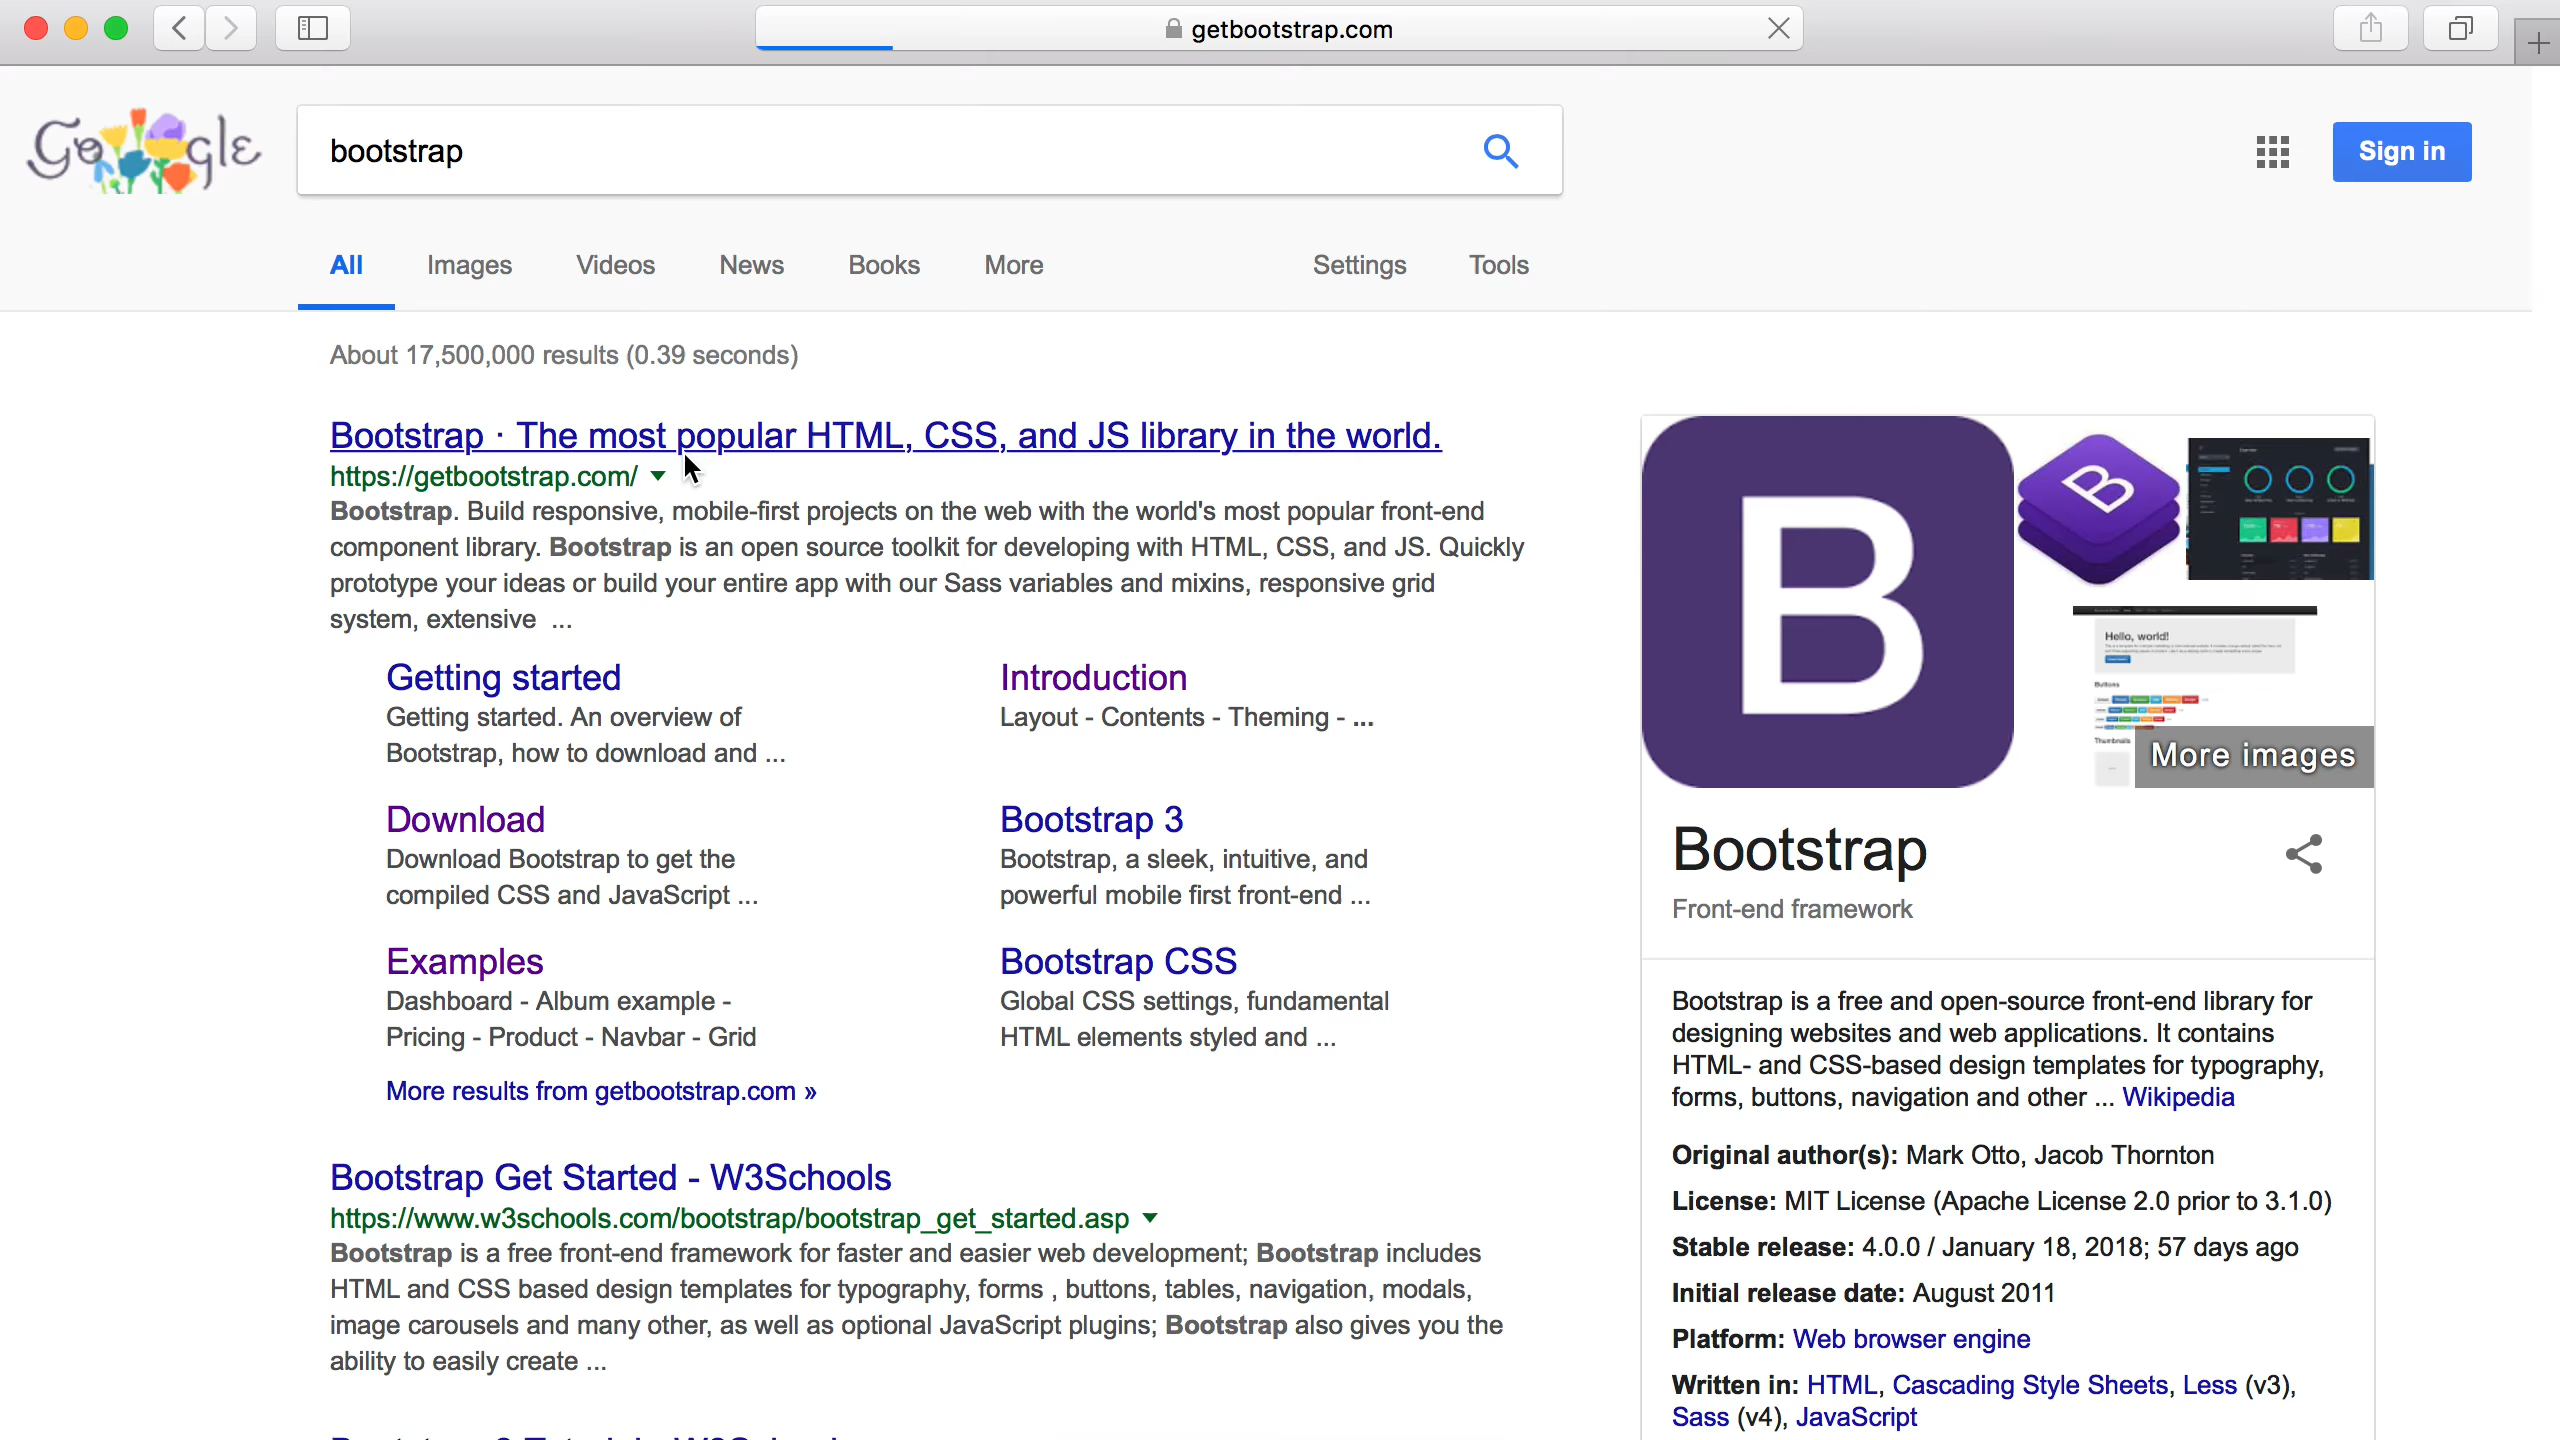 getbootstrap.com
Google
bootstrap
Sign in
All Images Videos News Books More Settings Tools
About 17,500,000 results (0.39 seconds)
Bootstrap · The most popular HTML, CSS, and JS library in the world.
https://getbootstrap.com/
Bootstrap. Build responsive, mobile-first projects on the web with the world's most popular front-end
component library. Bootstrap is an open source toolkit for developing with HTML, CSS, and JS. Quickly
prototype your ideas or build your entire app with our Sass variables and mixins, responsive grid
system, extensive ...
Getting started
Getting started. An overview of
Bootstrap, how to download and ...
Introduction
Layout - Contents - Theming - ...
Download
Download Bootstrap to get the
compiled CSS and JavaScript ...
Bootstrap 3
Bootstrap, a sleek, intuitive, and
powerful mobile first front-end ...
Examples
Dashboard - Album example -
Pricing - Product - Navbar - Grid
Bootstrap CSS
Global CSS settings, fundamental
HTML elements styled and ...
More results from getbootstrap.com »
Bootstrap Get Started - W3Schools
https://www.w3schools.com/bootstrap/bootstrap_get_started.asp
Bootstrap is a free front-end framework for faster and easier web development; Bootstrap includes
HTML and CSS based design templates for typography, forms , buttons, tables, navigation, modals,
image carousels and many other, as well as optional JavaScript plugins; Bootstrap also gives you the
ability to easily create ...
B
B
Hello, world!
Buttons
Thumbnails
More images
Bootstrap
Front-end framework
Bootstrap is a free and open-source front-end library for
designing websites and web applications. It contains
HTML- and CSS-based design templates for typography,
forms, buttons, navigation and other ... Wikipedia
Original author(s): Mark Otto, Jacob Thornton
License: MIT License (Apache License 2.0 prior to 3.1.0)
Stable release: 4.0.0 / January 18, 2018; 57 days ago
Initial release date: August 2011
Platform: Web browser engine
Written in: HTML, Cascading Style Sheets, Less (v3),
Sass (v4), JavaScript